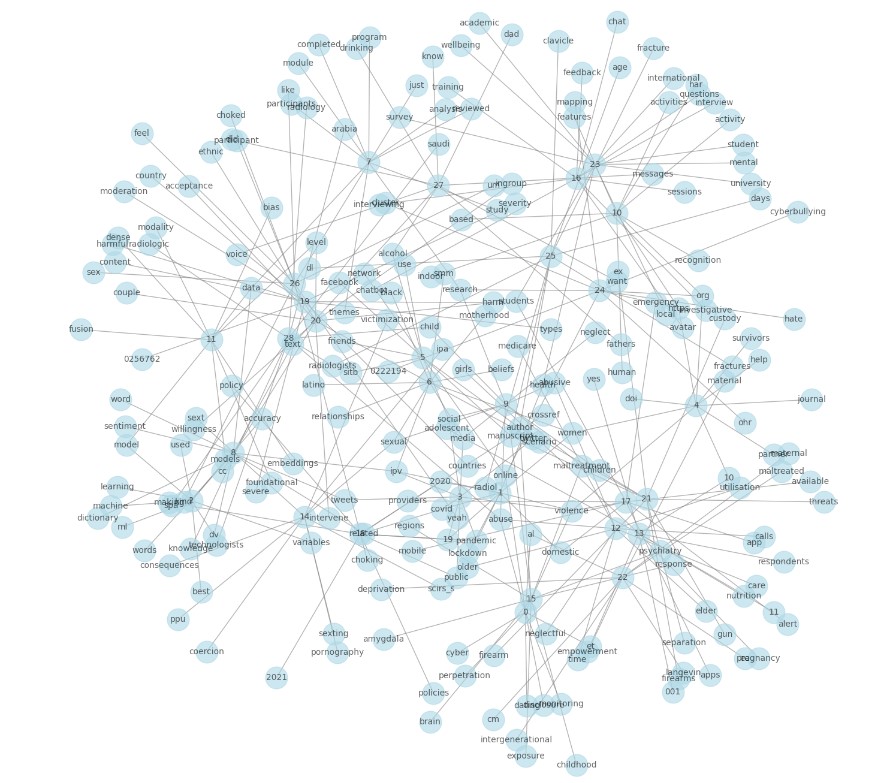 chat
academic
dad
program
clavicle
completed
drinking
wellbeing
fracture
know
module
age
feedback
international
just
training
har
like
questions
participants
radiology
analysis
reviewed
mapping
activities
interview
choked
survey
features
activity
arabia
feel
participant
saudi
student
ethnic
7
23
mental
country
16
messages
acceptance
27
ingroup
university
moderation
sessions
days
interviewing
cluster
severity
bias
study
10
cyberbullying
based
modality
dense
level
harmful
radiologic
voice
alcohol
25
content
use
recognition
dl
ex
sex
network
indoor
smm
want
26
facebook
data
24
couple
chatbot
black
research
org
19
harm
students
emergency
https
themes
motherhood
local
investigative
20
victimization
custody
hate
child
avatar
fusion
types
neglect
11
28
survivors
text
friends
medicare
fathers
ipa
0256762
5
help
radiologists
girls
beliefs
fractures
sitb
0222194
human
material
policy
latino
6
health
abusive
yes
word
9
doi
4
journal
relationships
crossref
sext
social
accuracy
ohr
sentiment
willingness
adolescent
author
women
manuscript
model
used
media
sexual
scenario
8
partner
maternal
models
embeddings
countries
maltreatment
cc
ipv
children
maltreated
online
10
foundational
2020
available
learning
severe
radiol
utilisation
3
1
machine
2
tweets
providers
17
21
threats
covid
violence
dictionary
14
intervene
yeah
abuse
ml
regions
12
dv
18
related
al
13
calls
variables
19
pandemic
app
technologists
words
knowledge
mobile
lockdown
domestic
psychiatry
choking
respondents
consequences
older
response
public
22
deprivation
scirs_s
care
best
nutrition
15
0
elder
11
ppu
alert
sexting
neglectful
gun
amygdala
separation
coercion
pornography
cyber
firearm
et
empowerment
time
pregnancy
2021
perpetration
langevin
apps
firearms
policies
001
dating
disclosure
monitoring
brain
cm
intergenerational
exposure
childhood